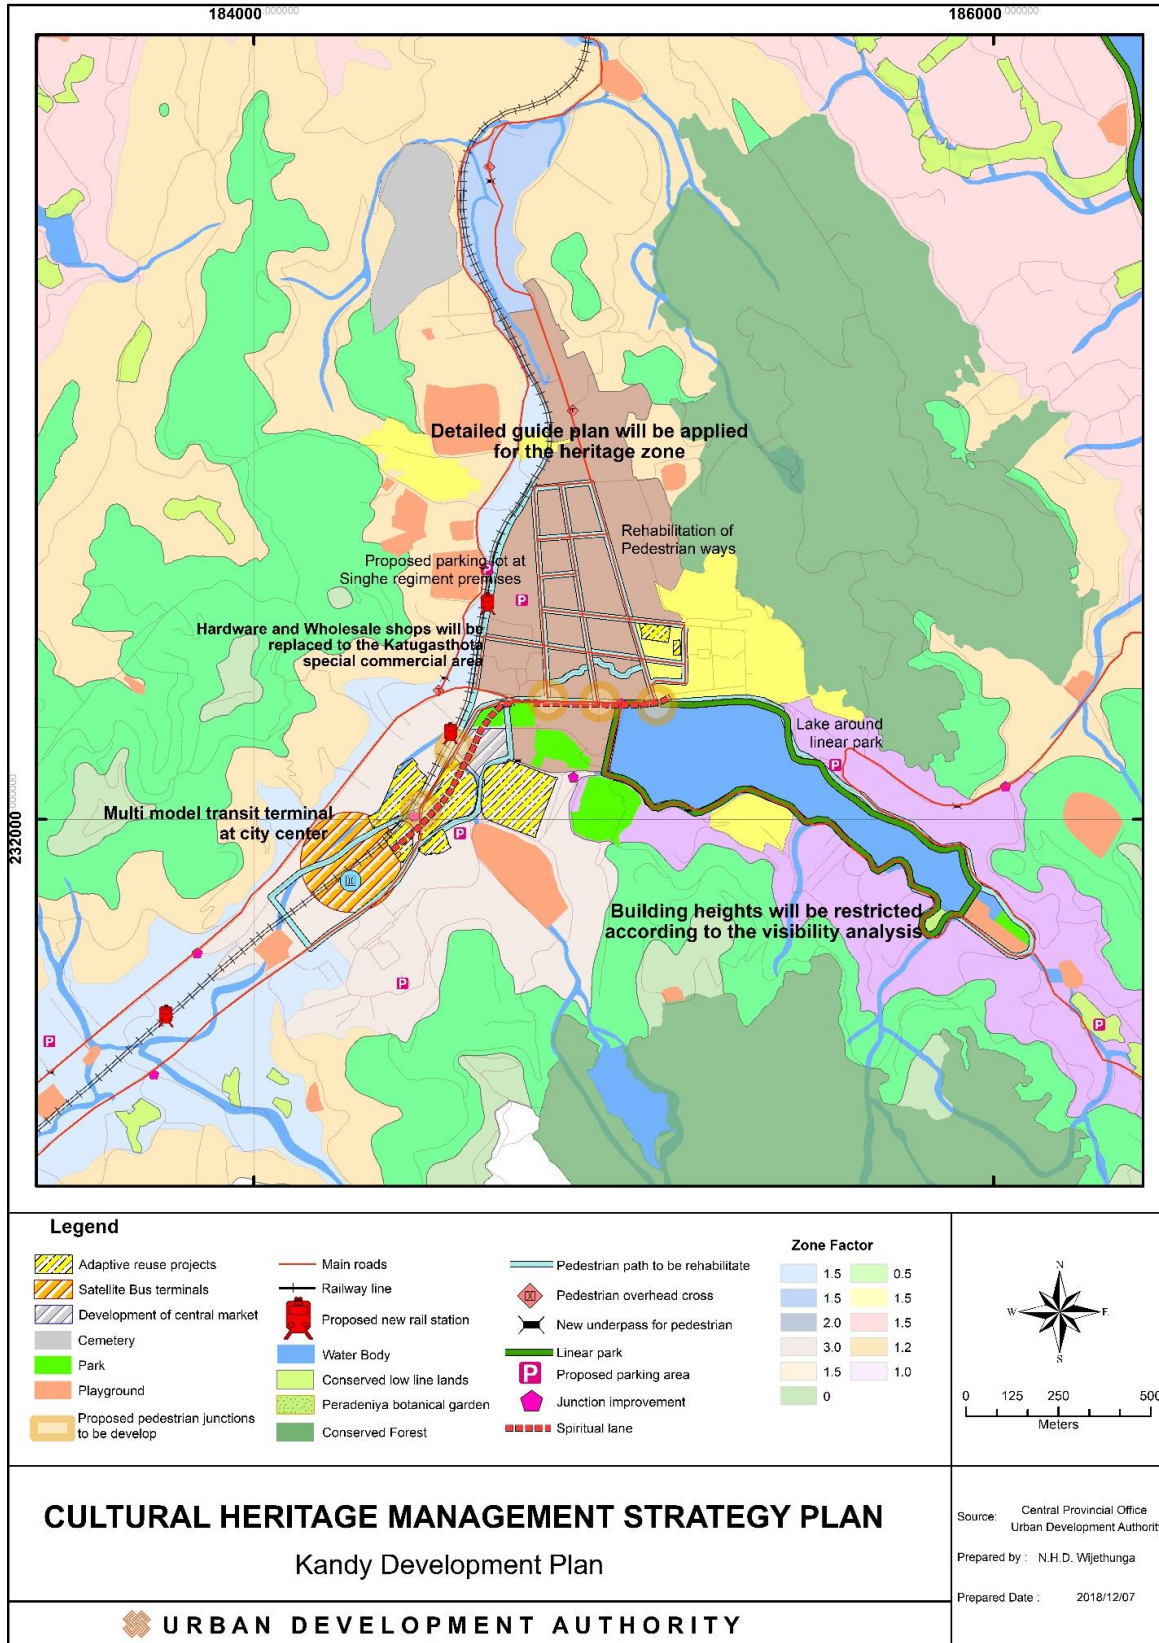 184000
186000
Detailed guide plan will be applied
for the heritage zone
Rehabilitation of
Pedestrian ways
Proposed parking lot at
Singhe regiment premises
Hardware and Wholesale shops will be
replaced to the Katugasthota
special commercial area
Lake around
linear park
Multi model transit terminal
at city center
232000
Building heights will be restricted
according to the visibility analysis
Legend
Adaptive reuse projects
Satellite Bus terminals
Development of central market
Cemetery
Park
Playground
Proposed pedestrian junctions
to be develop
Main roads
Railway line
Proposed new rail station
Water Body
Conserved low line lands
Peradeniya botanical garden
Conserved Forest
Pedestrian path to be rehabilitate
Pedestrian overhead cross
New underpass for pedestrian
Linear park
P Proposed parking area
Junction improvement
Spiritual lane
Zone Factor
1.5 0.5
1.5 1.5
2.0 1.5
3.0 1.2
1.5 1.0
0
N
W E
S
0 125 250 500
Meters
CULTURAL HERITAGE MANAGEMENT STRATEGY PLAN
Kandy Development Plan
URBAN DEVELOPMENT AUTHORITY
Source: Central Provincial Office
Urban Development Authority
Prepared by : N.H.D. Wijethunga
Prepared Date : 2018/12/07